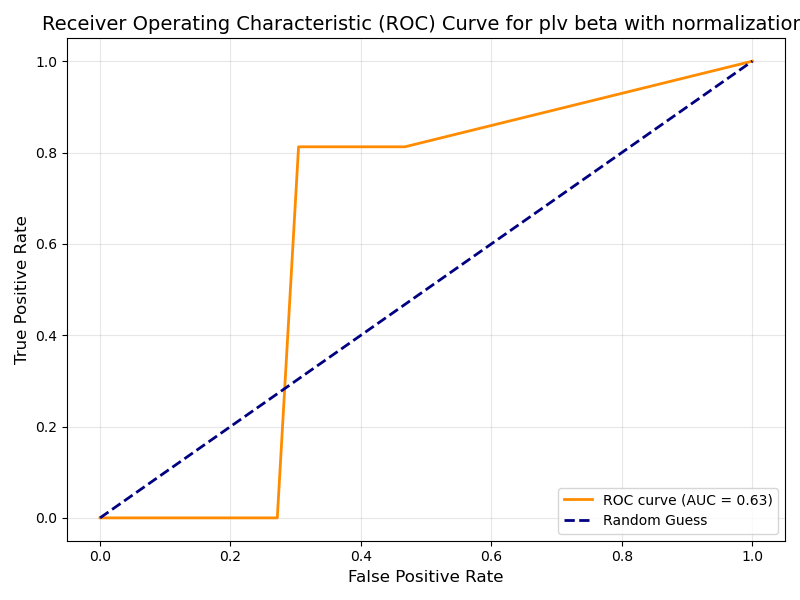 Receiver Operating Characteristic (ROC) Curve for plv beta with normalization
1.0
0.8
0.6
0.4
0.2
0.0
True Positive Rate
0.0 0.2 0.4 0.6 0.8 1.0
False Positive Rate
ROC curve (AUC = 0.63)
Random Guess